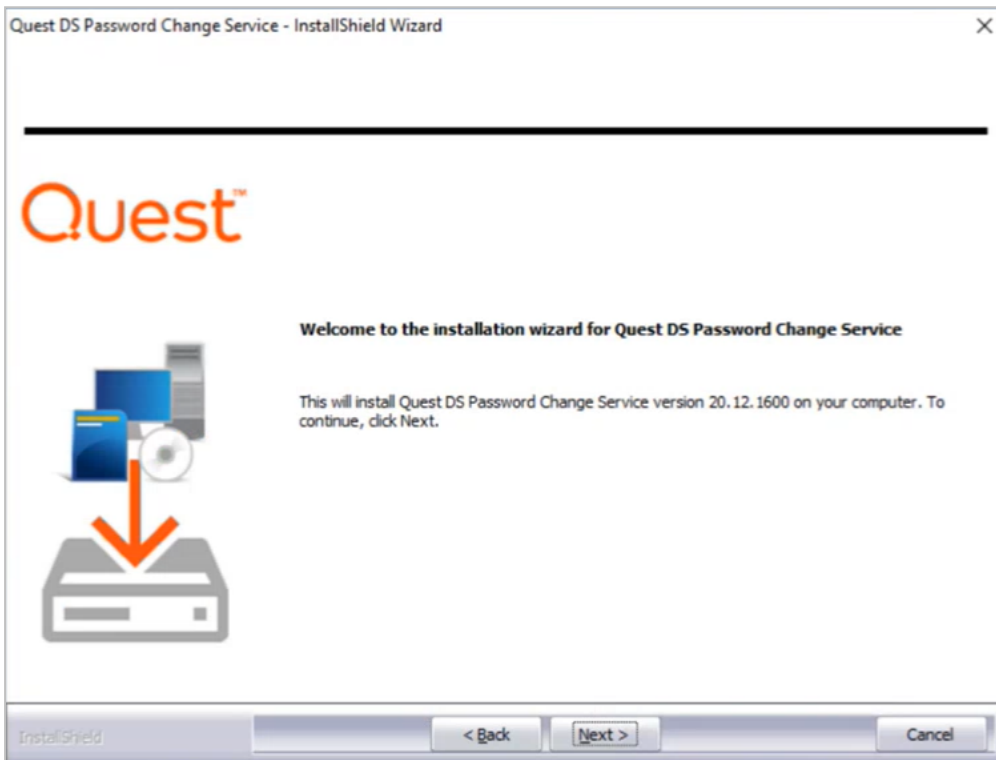 Quest DS Password Change Service - InstallShield Wizard
Quest™
Welcome to the installation wizard for Quest DS Password Change Service
This will install Quest DS Password Change Service version 20.12.1600 on your computer. To
continue, click Next.
InstallShield
< Back
Next >
Cancel